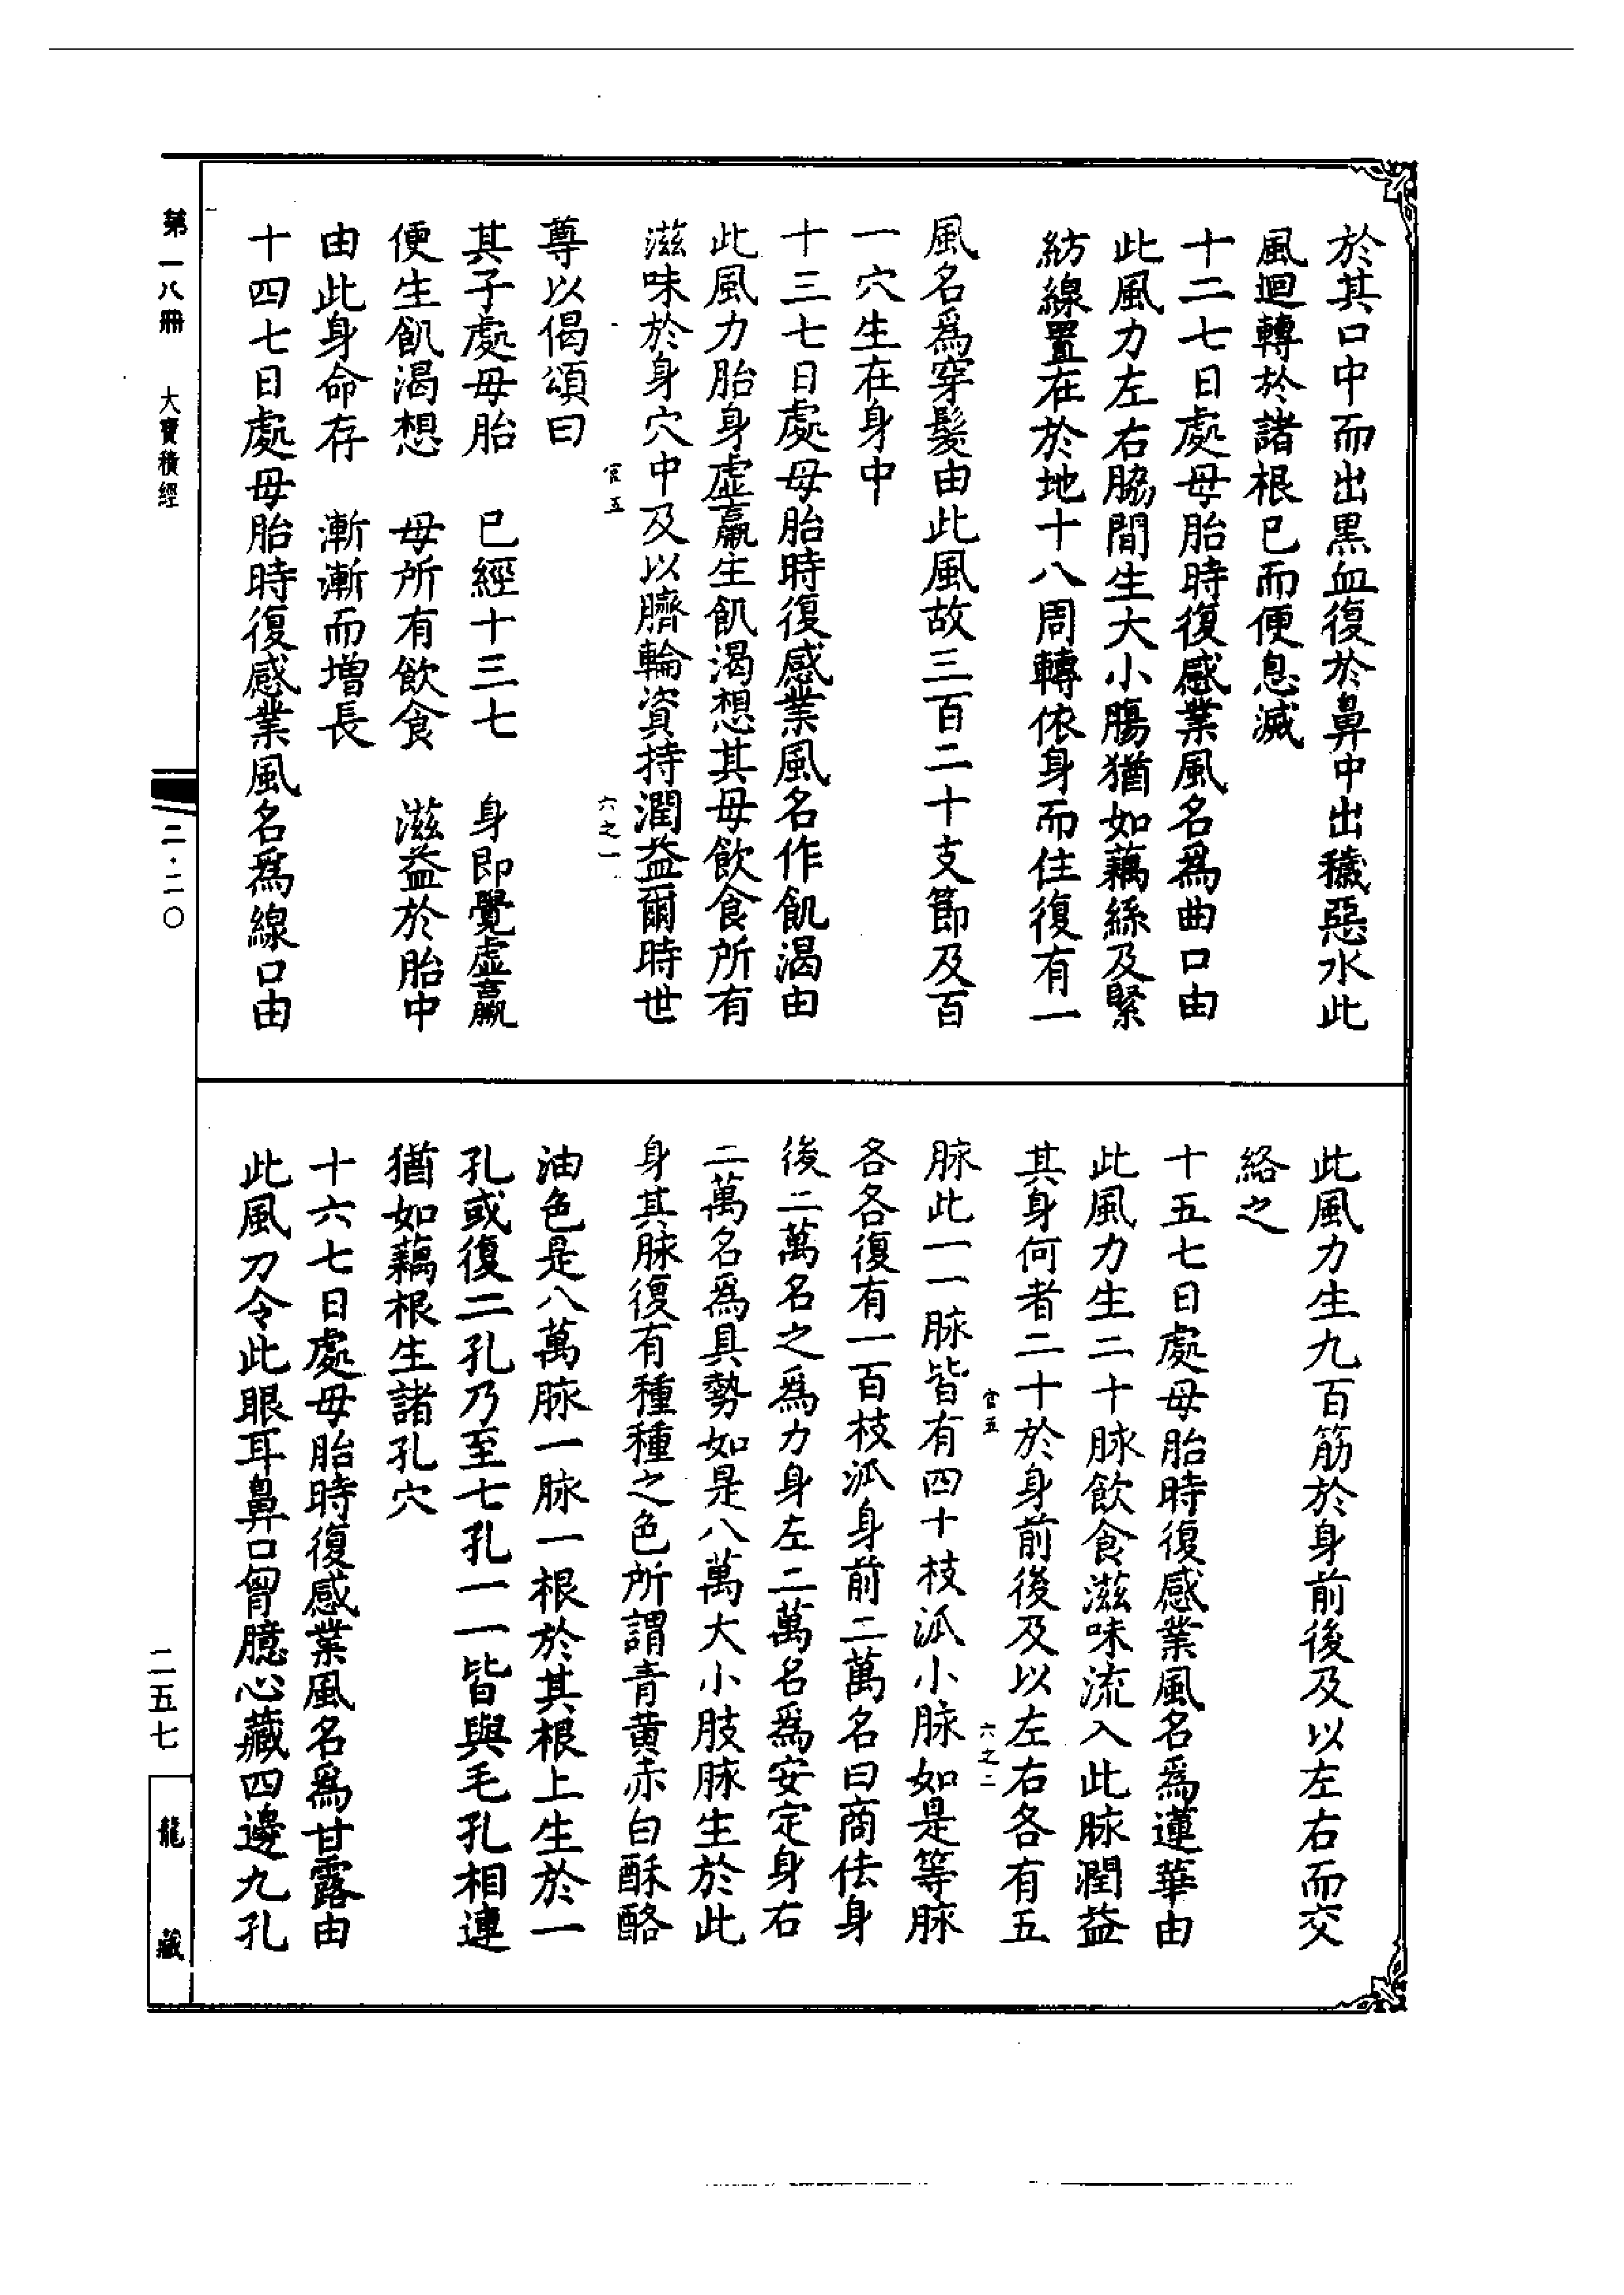 於其口中而出黒血復於鼻中出穢惡水此
風迴轉於諸根已而便息滅
十二七日處母胎時復感業風名爲曲口由
此風力左右脇間生大小腸猶如藕絲及緊
紡線置在於地十八周轉依身而住復有一
風名爲穿髮由此風故三百二十支節及百
一穴生在身中
十三七日處母胎時復感業風名作飢渴由
此風力胎身虛羸生飢渴想其母飲食所有
滋味於身穴中及以臍輪資持潤益爾時世
官五 六之一
尊以偈頌曰
其子處母胎 已經十三七 身即覺虛羸
便生飢渴想 母所有飲食 滋益於胎中
由此身命存 漸漸而增長
十四七日處母胎時復感業風名爲線口由
此風力生九百筋於身前後及以左右而交
絡之
十五七日處母胎時復感業風名爲蓮華由
此風力生二十脉飲食滋味流入此脉潤益
其身何者二十於身前後及以左右各有五
官五 六之二
脉此一一脉皆有四十枝泒小脉如是等脉
各各復有一百枝泒身前二萬名曰商佉身
後二萬名之爲力身左二萬名爲安定身右
二萬名爲具勢如是八萬大小肢脉生於此
身其脉復有種種之色所謂青黃赤白酥酪
油色是八萬脉一脉一根於其根上生於一
孔或復二孔乃至七孔一一皆與毛孔相連
猶如藕根生諸孔穴
十六七日處母胎時復感業風名爲甘露由
此風力令此眼耳鼻口胷臆心藏四邊九孔
第一八冊 大寶積經
二·二〇
二五七
龍藏